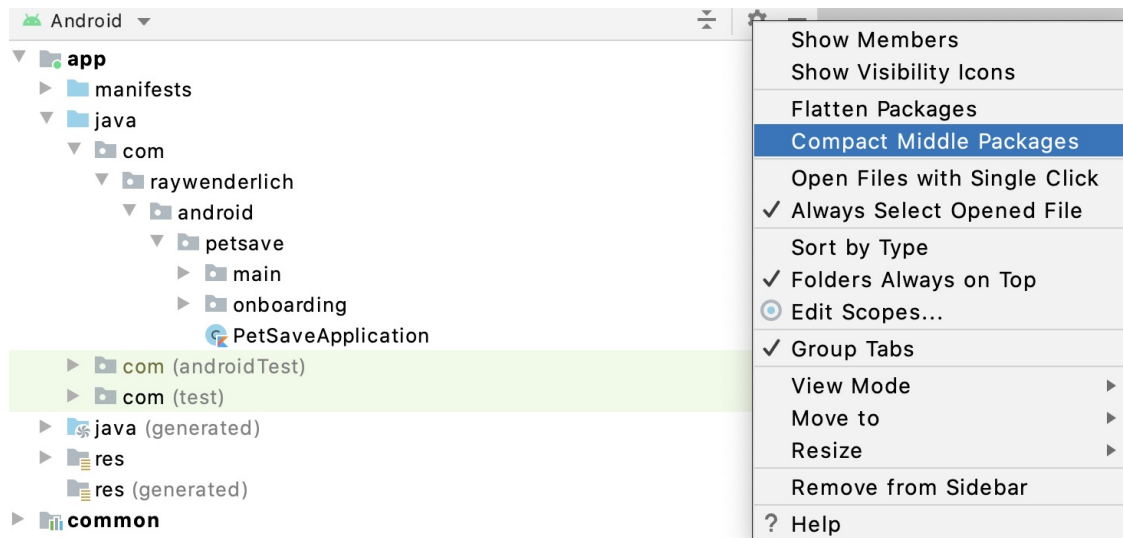 Android
app
manifests
java
com
raywenderlich
android
petsave
main
onboarding
PetSaveApplication
com (androidTest)
com (test)
java (generated)
res
res (generated)
common
Show Members
Show Visibility Icons
Flatten Packages
Compact Middle Packages
Open Files with Single Click
✓ Always Select Opened File
Sort by Type
✓ Folders Always on Top
Edit Scopes...
✓ Group Tabs
View Mode
Move to
Resize
Remove from Sidebar
? Help